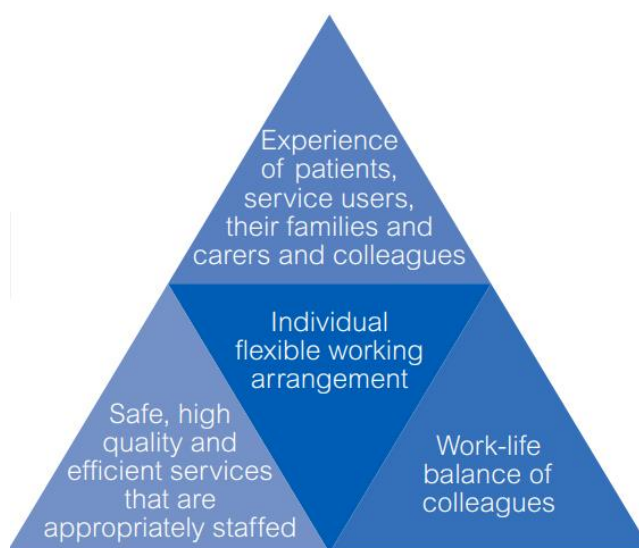 Experience
of patients,
service users,
their families and
carers and colleagues
Individual
flexible working
arrangement
Safe, high
quality and
efficient services
that are
appropriately staffed
Work-life
balance of
colleagues